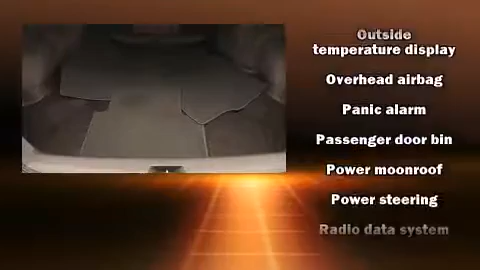 Outside
temperature display
Overhead airbag
Panic alarm
Passenger door bin
Power moonroof
Power steering
Radio data system